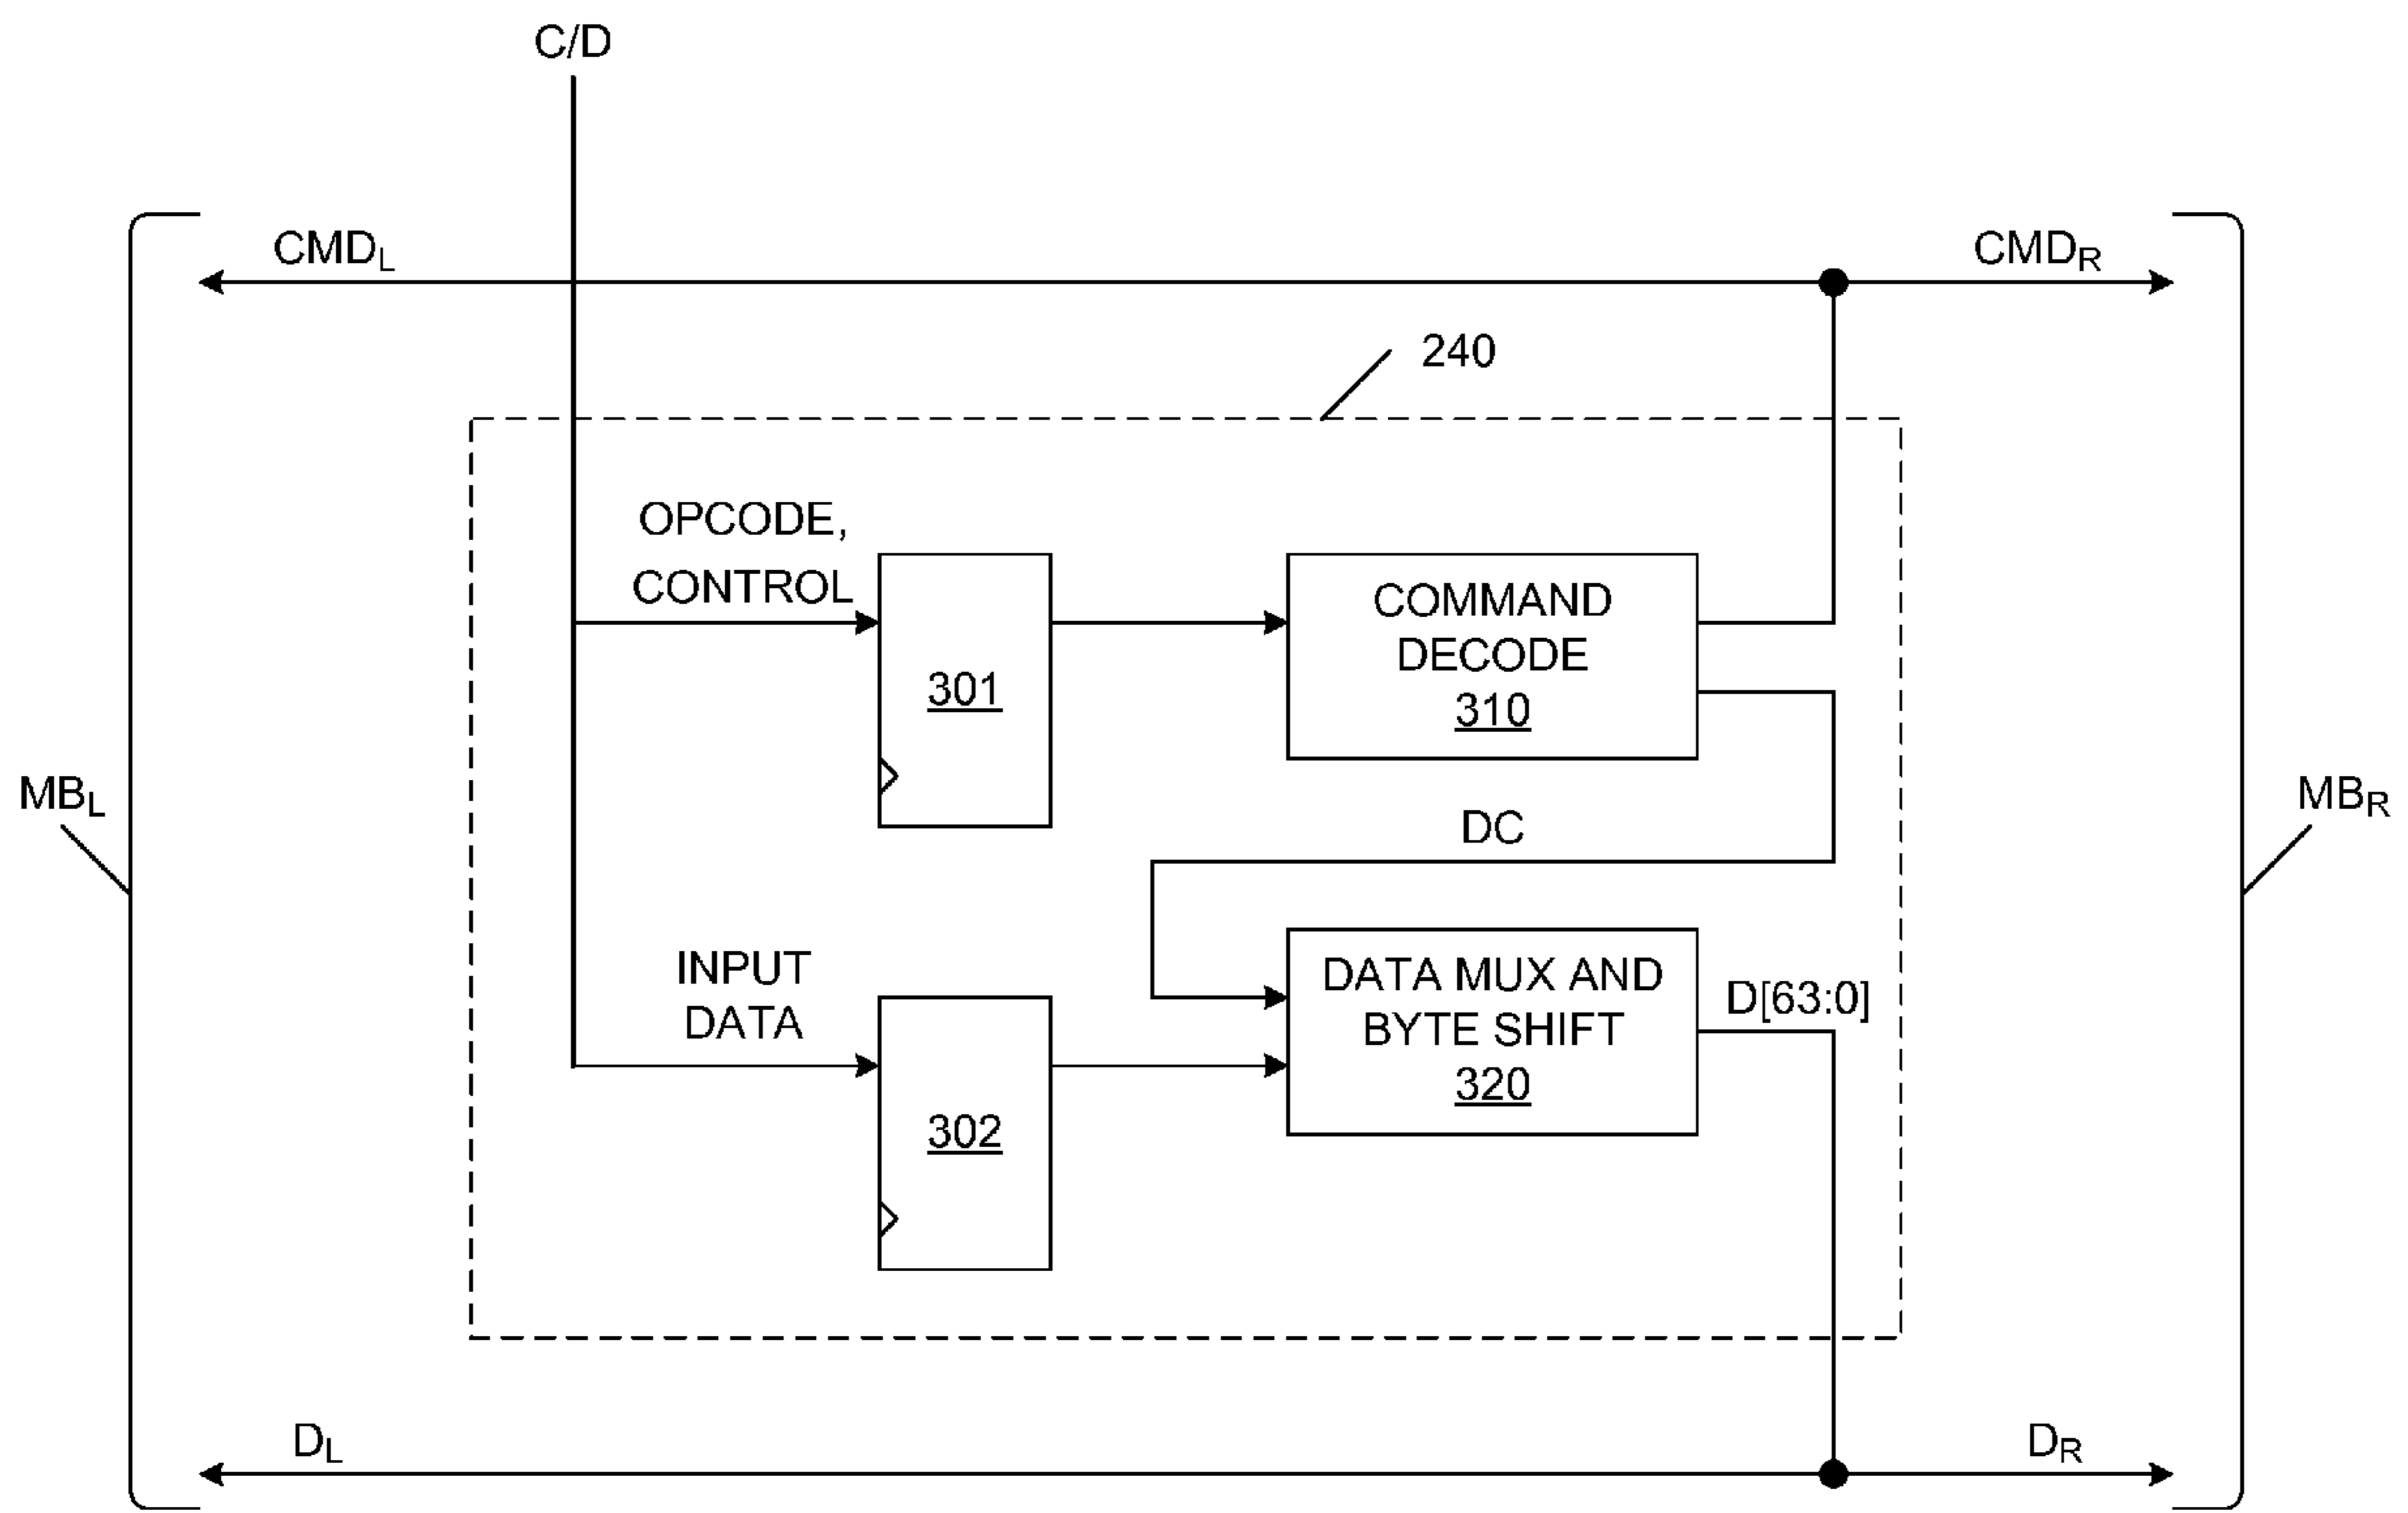 C/D
CMDL
CMDR
240
OPCODE,
CONTROL
301
COMMAND
DECODE
310
MBL
MBR
DC
INPUT
DATA
302
DATA MUX AND
BYTE SHIFT
320
D[63:0]
DL
DR